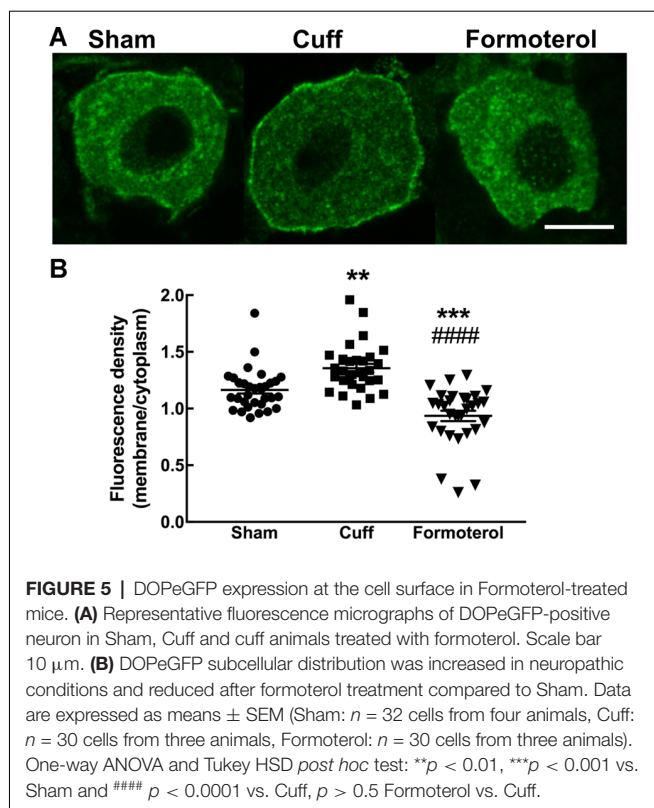 A
Sham Cuff Formoterol
B
** 
***
####
2.0
1.5
1.0
0.5
0.0
Fluorescence density
(membrane/cytoplasm)
Sham Cuff Formoterol
FIGURE 5 | DOPeGFP expression at the cell surface in Formoterol-treated
mice. (A) Representative fluorescence micrographs of DOPeGFP-positive
neuron in Sham, Cuff and cuff animals treated with formoterol. Scale bar
10 μm. (B) DOPeGFP subcellular distribution was increased in neuropathic
conditions and reduced after formoterol treatment compared to Sham. Data
are expressed as means ± SEM (Sham: n = 32 cells from four animals, Cuff:
n = 30 cells from three animals, Formoterol: n = 30 cells from three animals).
One-way ANOVA and Tukey HSD post hoc test: **p < 0.01, ***p < 0.001 vs.
Sham and #### p < 0.0001 vs. Cuff, p > 0.5 Formoterol vs. Cuff.